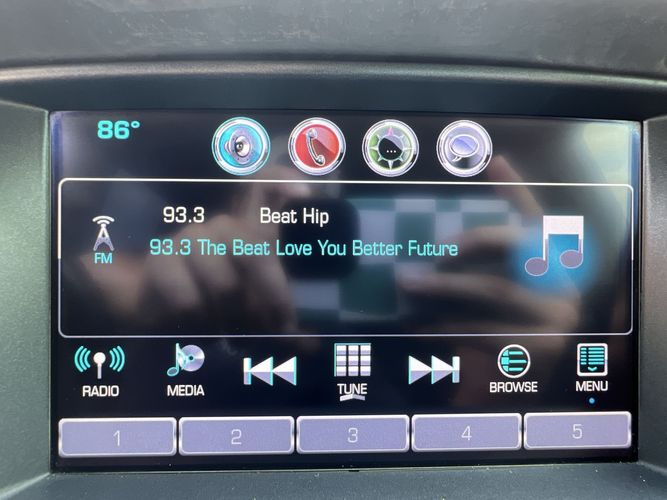 86°
93.3 Beat Hip
FM
93.3 The Beat Love You Better Future
RADIO MEDIA TUNE BROWSE MENU
1 2 3 4 5